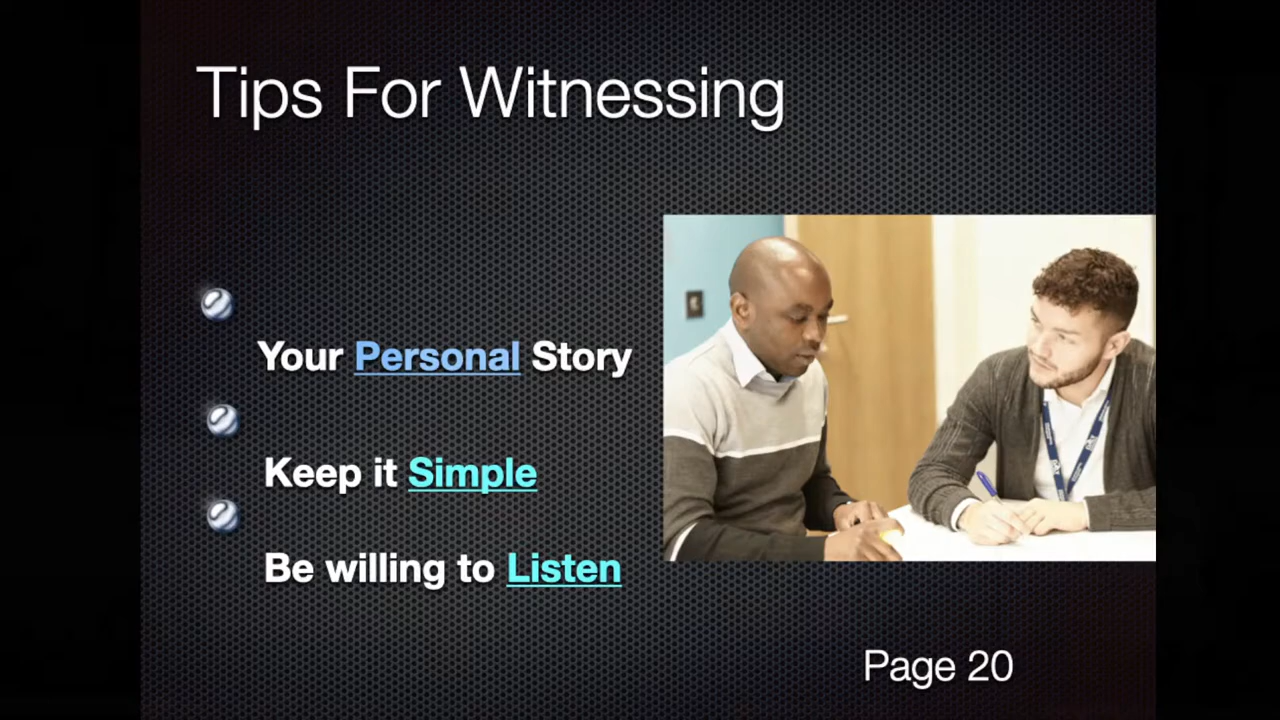 Tips For Witnessing
Your Personal Story
Keep it Simple
Be willing to Listen
Page 20